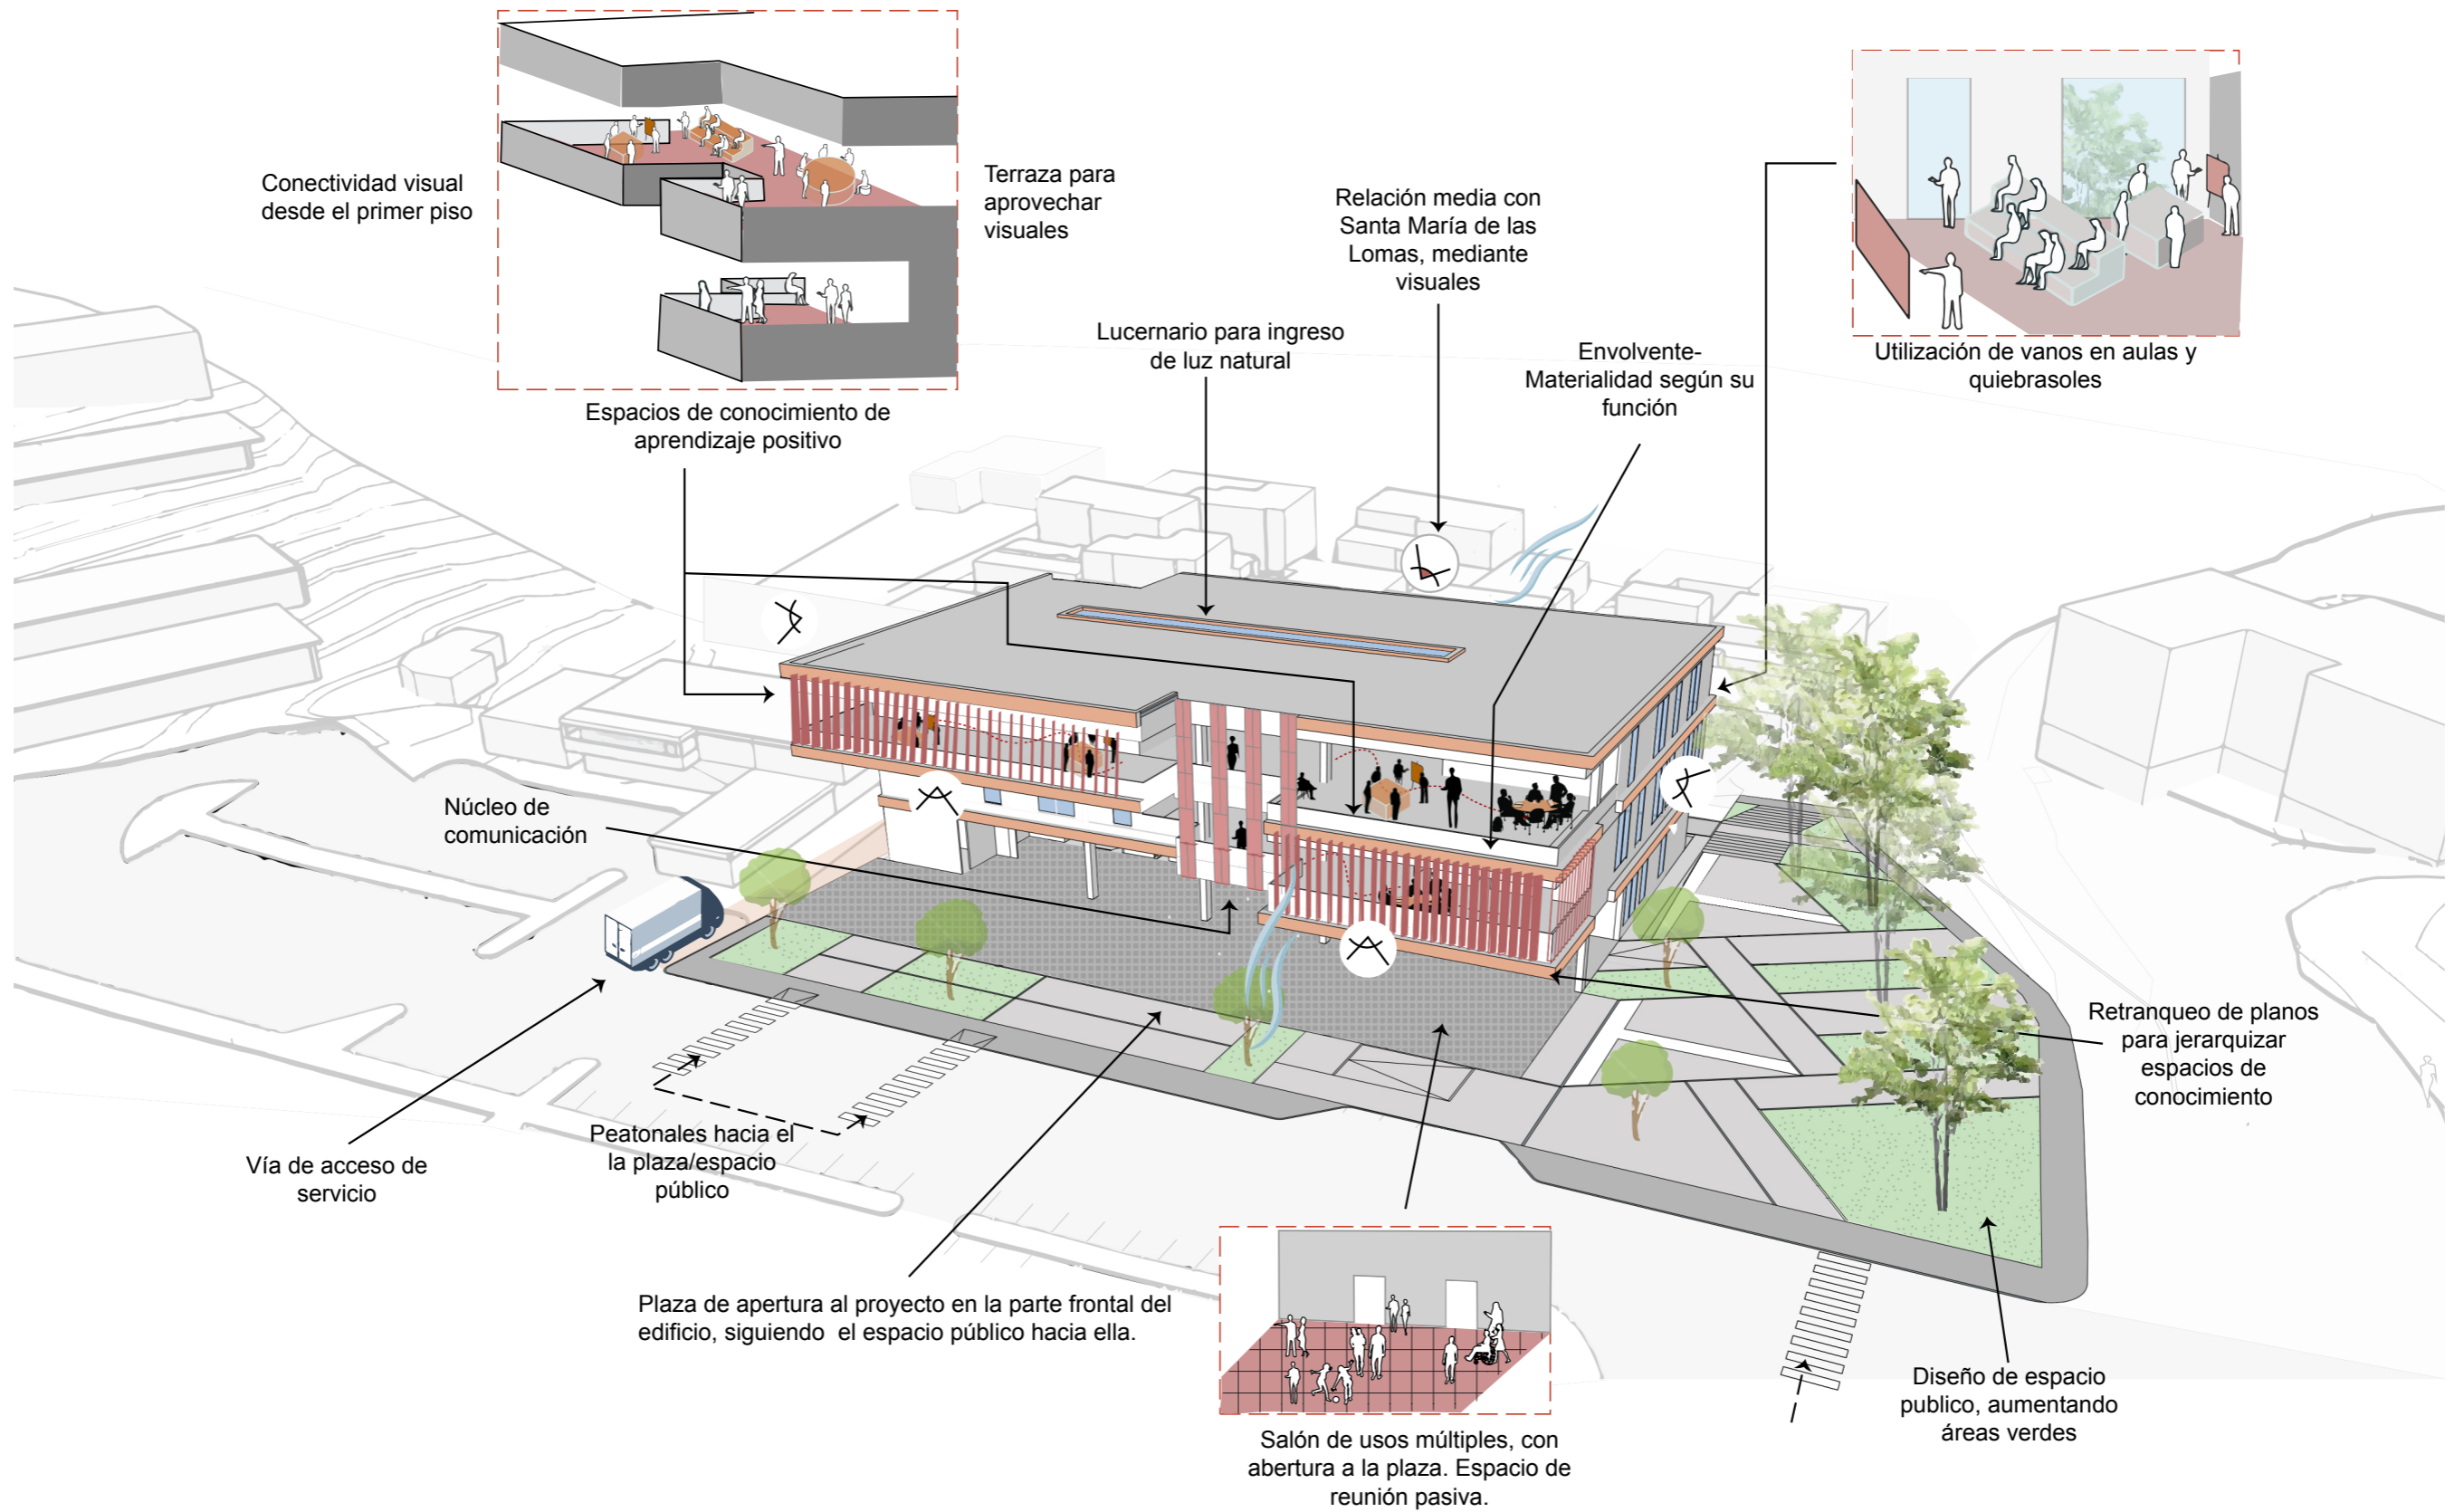 Conectividad visual
desde el primer piso
Terraza para
aprovechar
visuales
Espacios de conocimiento de
aprendizaje positivo
Lucernario para ingreso
de luz natural
Relación media con
Santa María de las
Lomas, mediante
visuales
Envolvente-
Materialidad según su
función
Utilización de vanos en aulas y
quiebrasoles
Núcleo de
comunicación
Vía de acceso de
servicio
Peatonales hacia el
la plaza/espacio
público
Plaza de apertura al proyecto en la parte frontal del
edificio, siguiendo  el espacio público hacia ella.
Salón de usos múltiples, con
abertura a la plaza. Espacio de
reunión pasiva.
Retranqueo de planos
para jerarquizar
espacios de
conocimiento
Diseño de espacio
publico, aumentando
áreas verdes